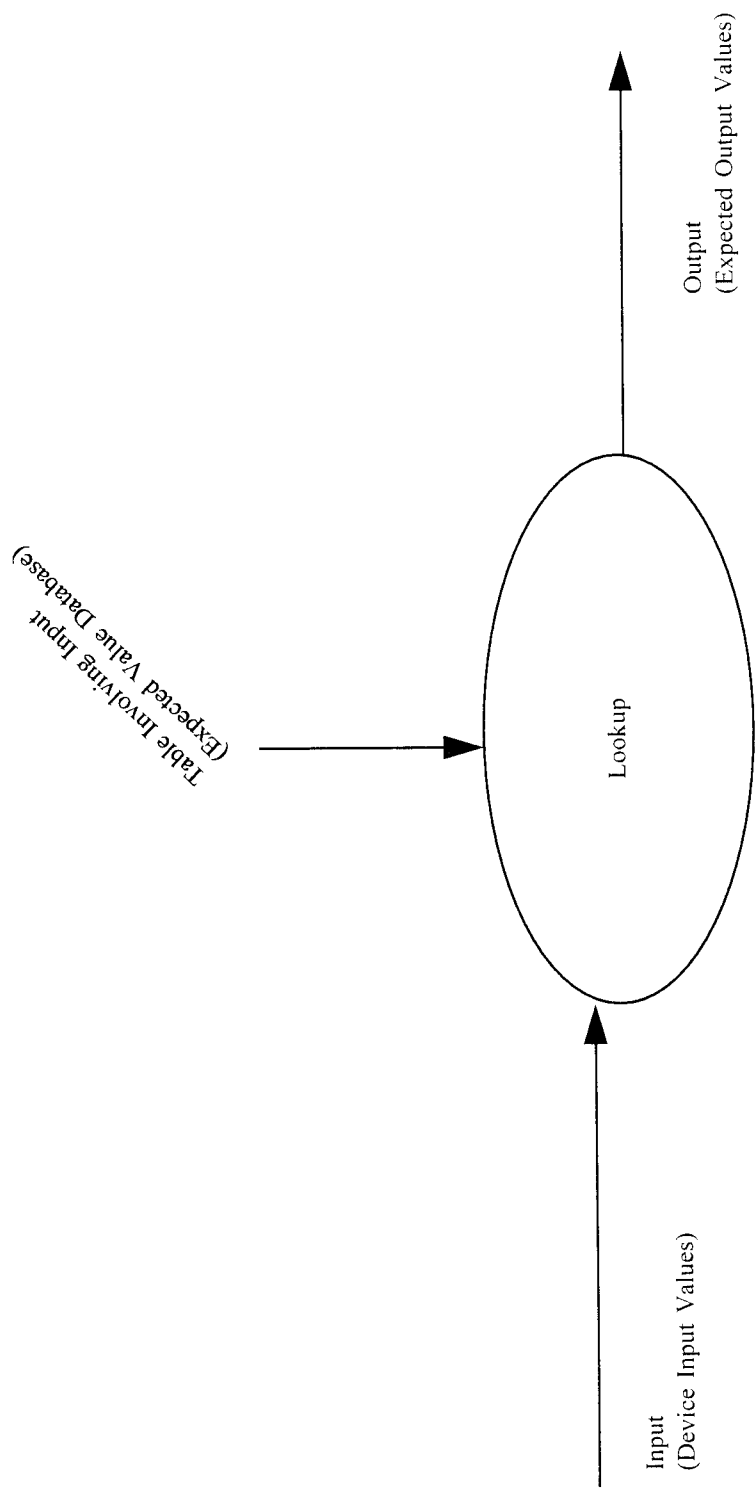 Table Involving Input
(Expected Value Database)
Input
(Device Input Values)
Lookup
Output
(Expected Output Values)